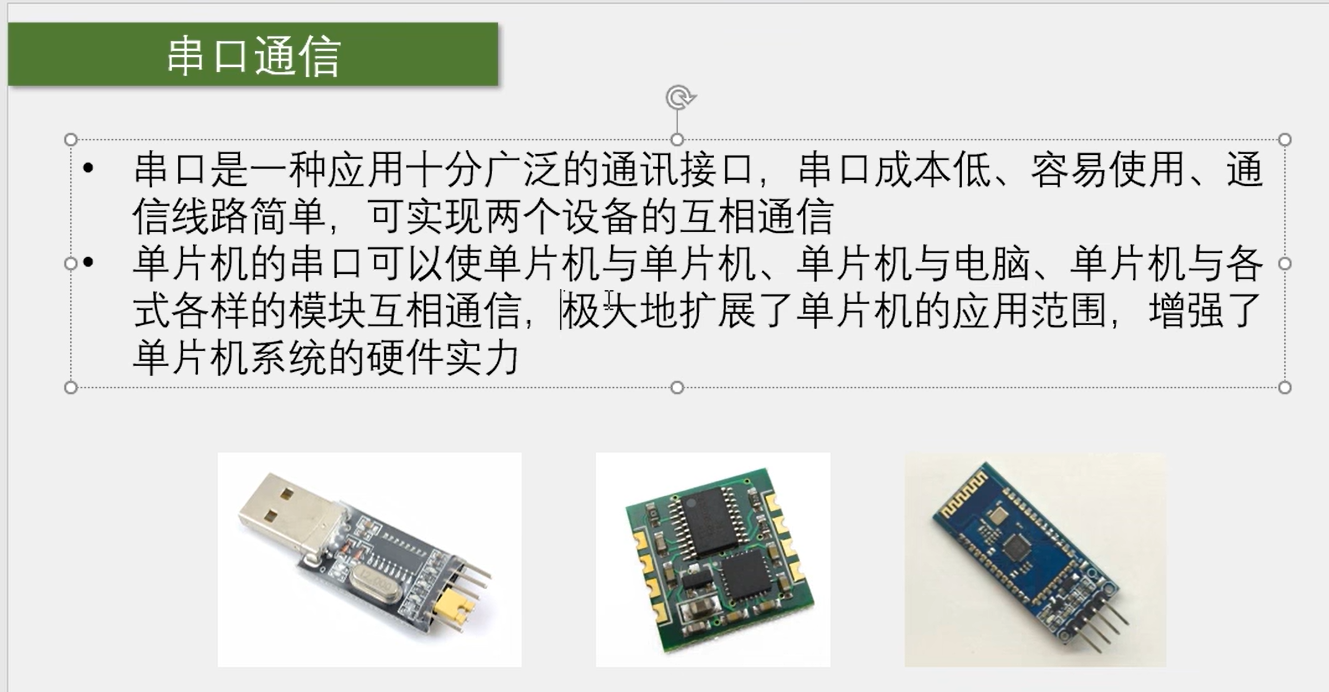 串口通信
• 串口是一种应用十分广泛的通讯接口，串口成本低、容易使用、通
信线路简单，可实现两个设备的互相通信
• 单片机的串口可以使单片机与单片机、单片机与电脑、单片机与各
式各样的模块互相通信，极大地扩展了单片机的应用范围，增强了
单片机系统的硬件实力